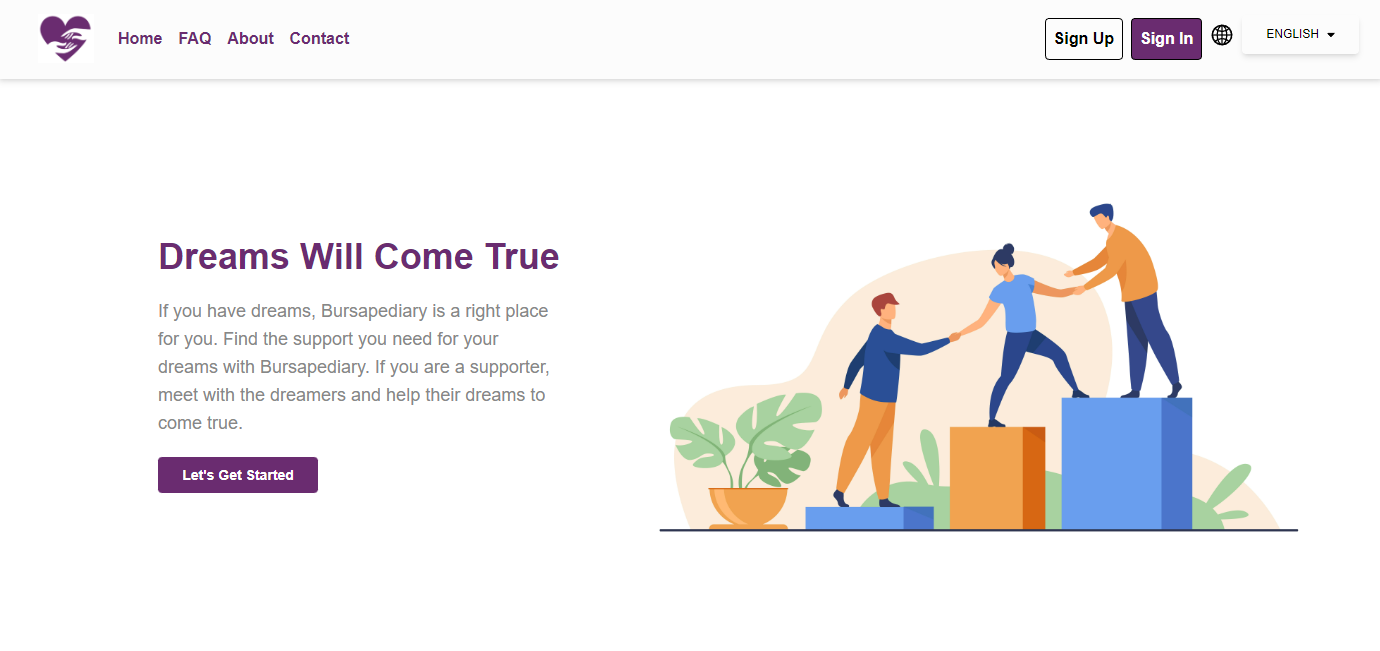 Home FAQ About Contact Sign Up Sign In ENGLISH
Dreams Will Come True
If you have dreams, Bursapediary is a right place
for you. Find the support you need for your
dreams with Bursapediary. If you are a supporter,
meet with the dreamers and help their dreams to
come true.
Let's Get Started